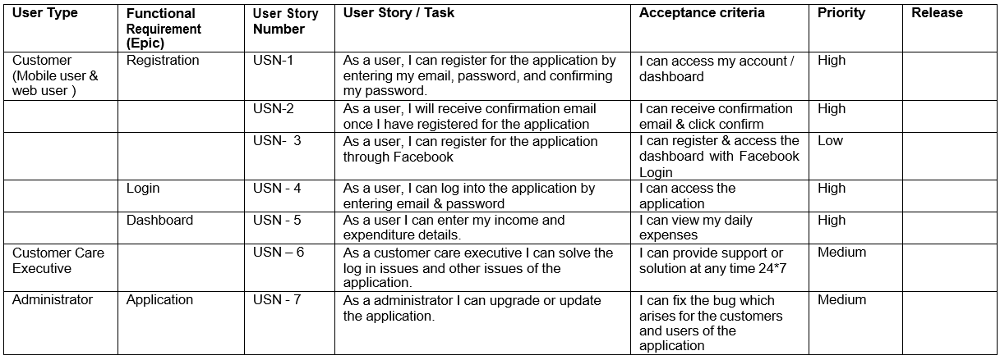 User Type Functional Requirement (Epic) User Story Number User Story / Task Acceptance criteria Priority Release
Customer (Mobile user & web user ) Registration USN-1 As a user, I can register for the application by entering my email, password, and confirming my password. I can access my account / dashboard High
USN-2 As a user, I will receive confirmation email once I have registered for the application I can receive confirmation email & click confirm High
USN- 3 As a user, I can register for the application through Facebook I can register & access the dashboard with Facebook Login Low
Login USN - 4 As a user, I can log into the application by entering email & password I can access the application High
Dashboard USN - 5 As a user I can enter my income and expenditure details. I can view my daily expenses High
Customer Care Executive USN – 6 As a customer care executive I can solve the log in issues and other issues of the application. I can provide support or solution at any time 24*7 Medium
Administrator Application USN - 7 As a administrator I can upgrade or update the application. I can fix the bug which arises for the customers and users of the application Medium